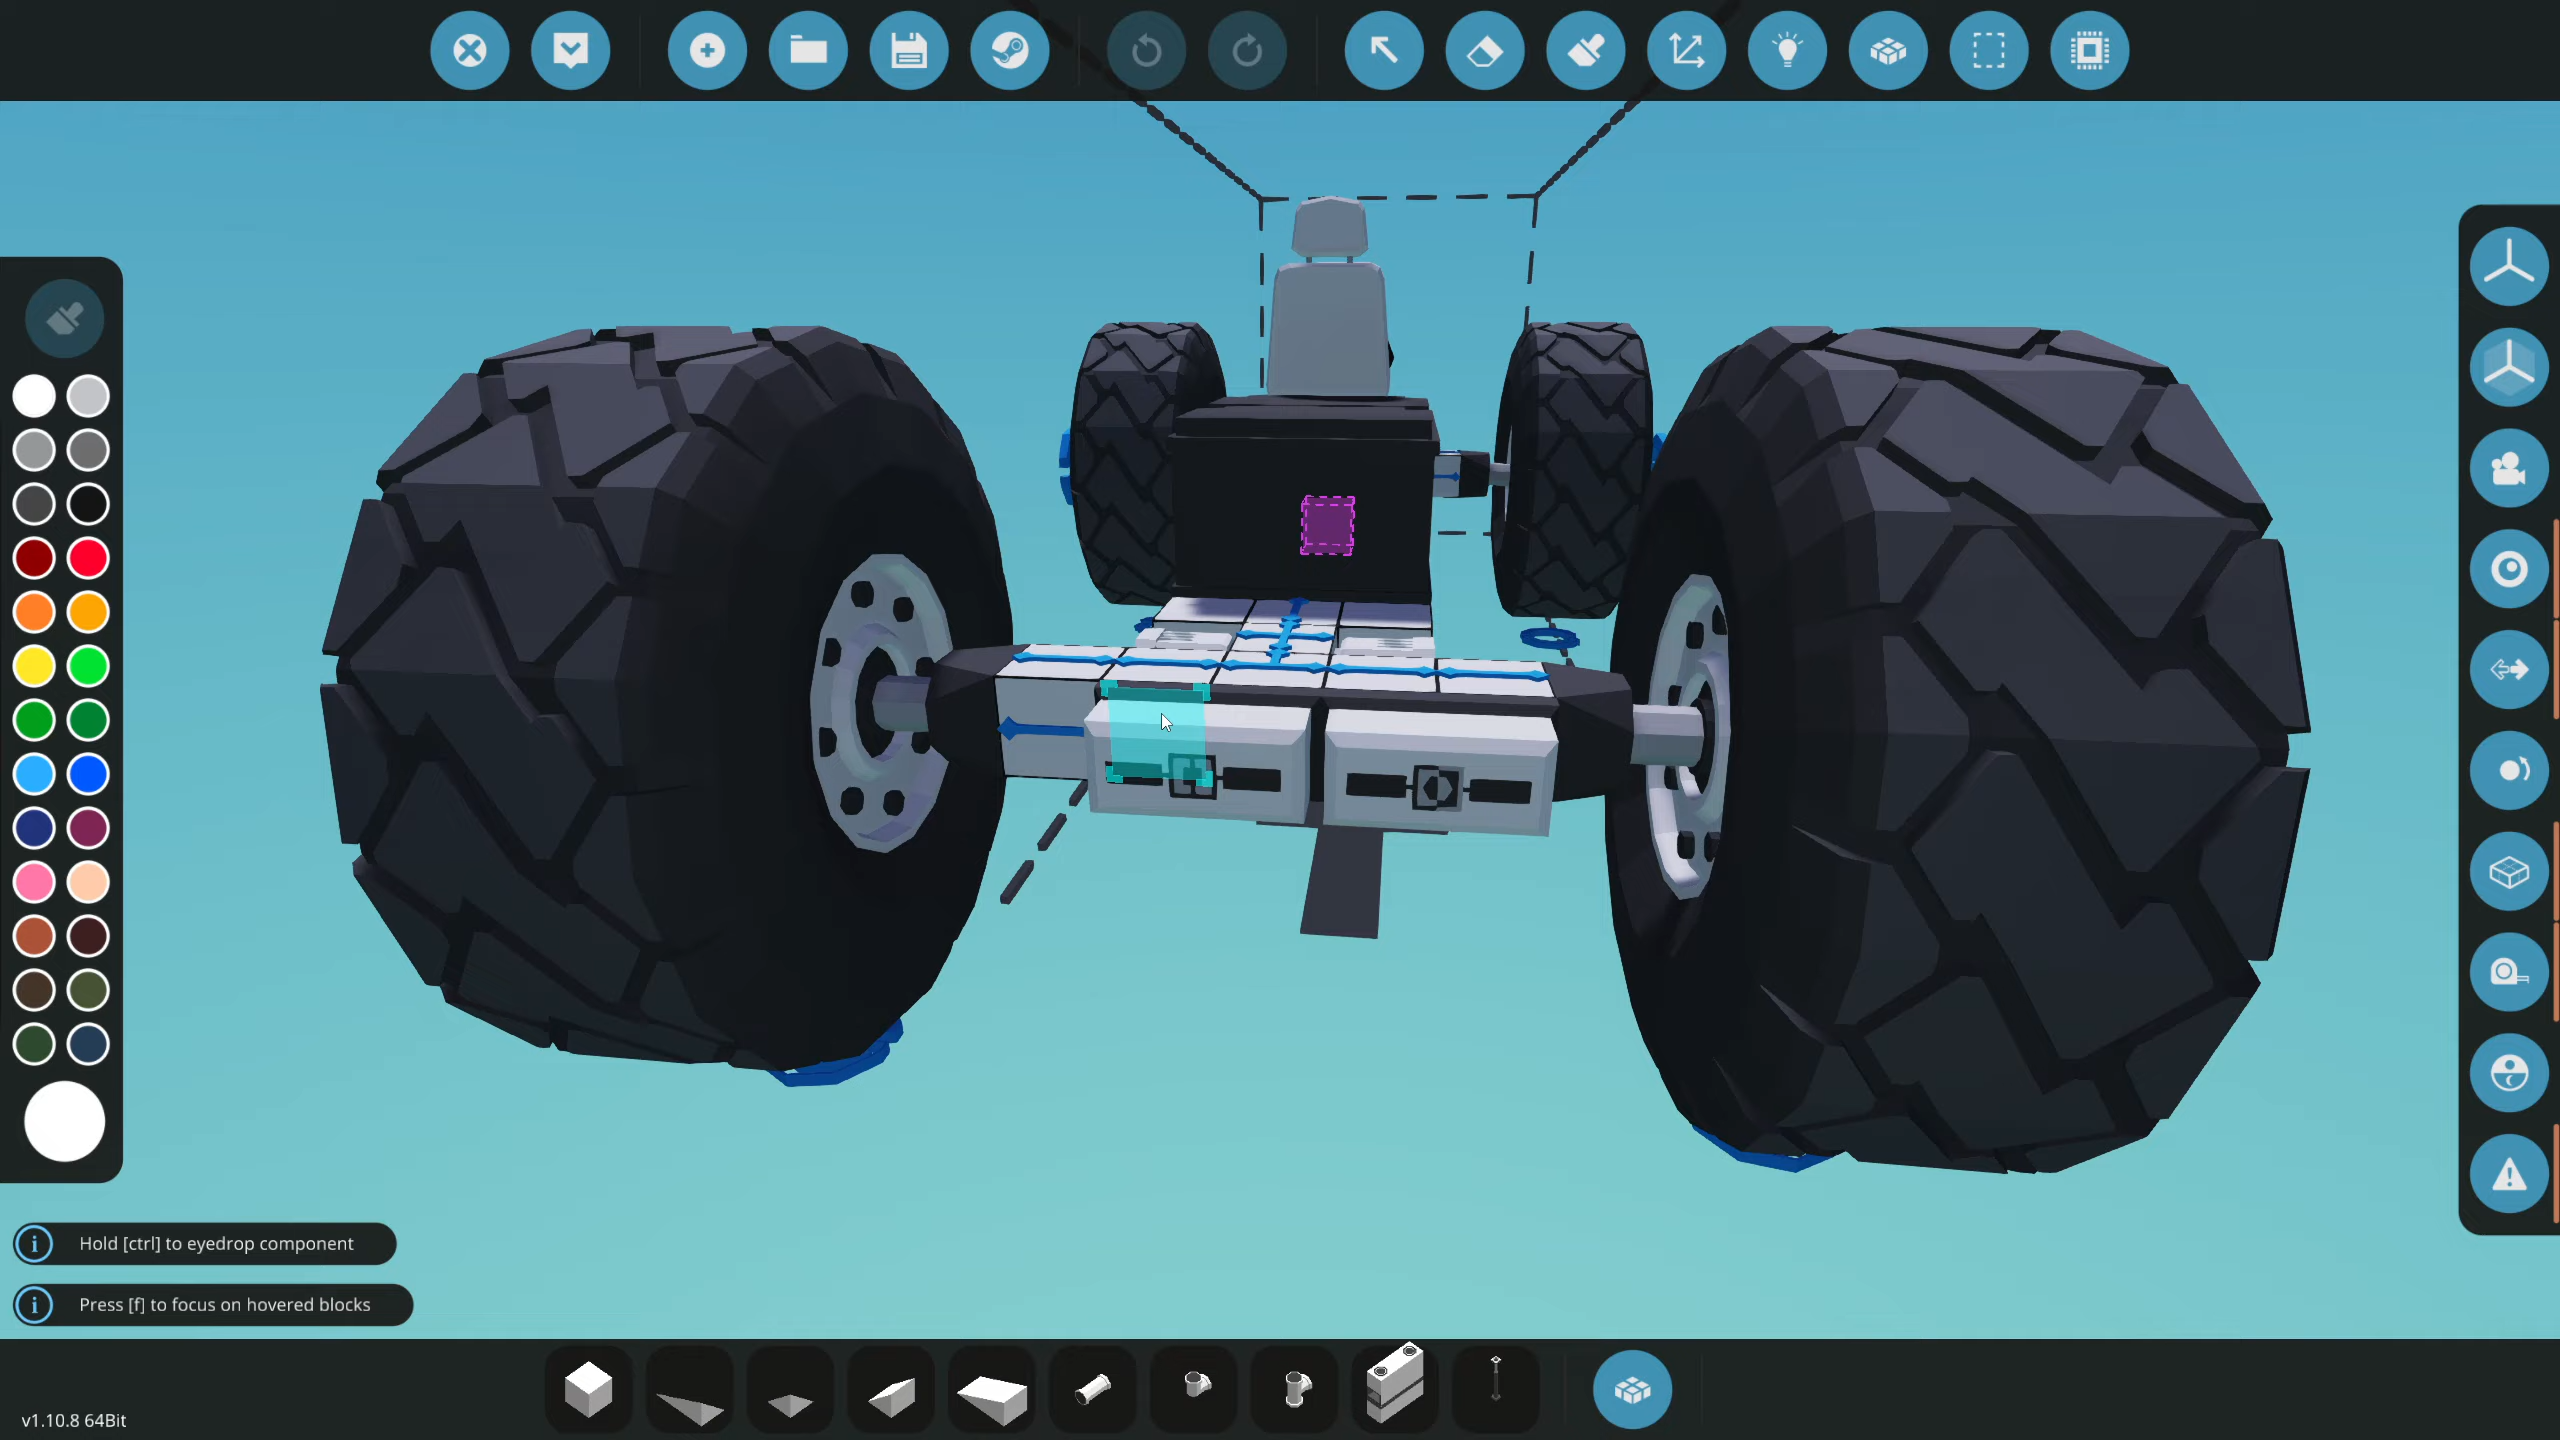 Hold [ctrl] to eyedrop component
Press [f] to focus on hovered blocks
v1.10.8 64Bit